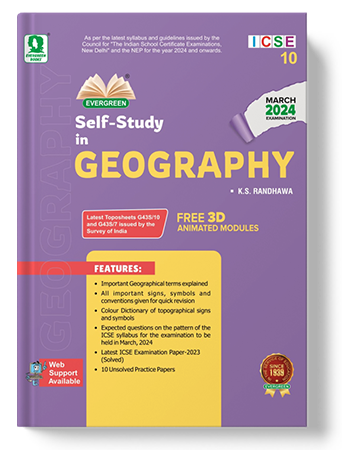 As per the latest syllabus and guidelines issued by the
Council for "The Indian School Certificate Examinations,
New Delhi" and the NEP for the year 2024 and onwards.
ICSE
10
EVERGREEN
BOOKS
EVERGREEN
MARCH
2024
EXAMINATION
Self-Study
in
GEOGRAPHY
• K.S. RANDHAWA
Latest Toposheets G43S/10
and G43S/7 issued by the
Survey of India
FREE 3D
ANIMATED MODULES
GEOGRAPHY
FEATURES:
• Important Geographical terms explained
• All important signs, symbols and
conventions given for quick revision
• Colour Dictionary of topographical signs
and symbols
• Expected questions on the pattern of the
ICSE syllabus for the examination to be
held in March, 2024
• Latest ICSE Examination Paper-2023
(Solved)
• 10 Unsolved Practice Papers
Web
Support
Available
SINCE
1939
EVERGREEN